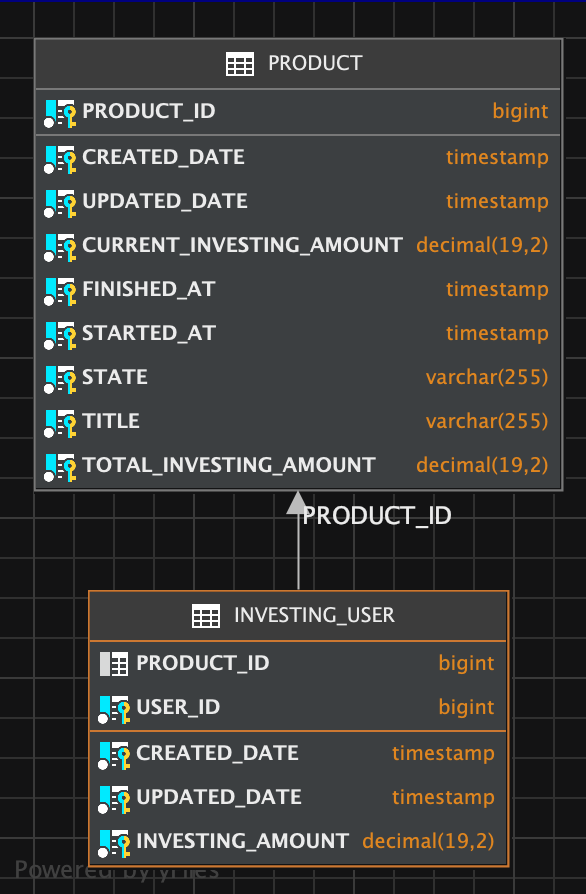 PRODUCT
PRODUCT_ID bigint
CREATED_DATE timestamp
UPDATED_DATE timestamp
CURRENT_INVESTING_AMOUNT decimal(19,2)
FINISHED_AT timestamp
STARTED_AT timestamp
STATE varchar(255)
TITLE varchar(255)
TOTAL_INVESTING_AMOUNT decimal(19,2)
PRODUCT_ID
INVESTING_USER
PRODUCT_ID bigint
USER_ID bigint
CREATED_DATE timestamp
UPDATED_DATE timestamp
INVESTING_AMOUNT decimal(19,2)
Powered by yFiles